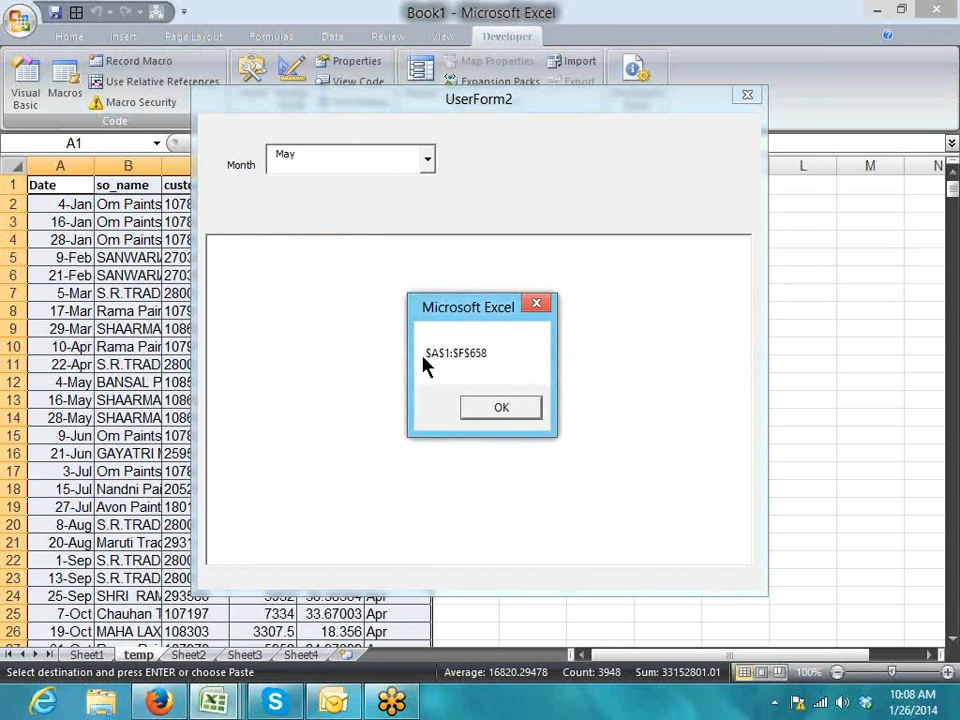 Book1 - Microsoft Excel
Home Insert Page Layout Formulas Data Review View Developer
Visual Basic
Macros
Record Macro
Use Relative References
Macro Security
Code
Properties
View Code
Map Properties
Expansion Packs
Import
Export
A1
UserForm2
Month May
Microsoft Excel
$A$1:$F$658
OK
A B L M N
1 Date so_name custo
2 4-Jan Om Paints 1078
3 16-Jan Om Paints 1078
4 28-Jan Om Paints 1078
5 9-Feb SANWARI 2703
6 21-Feb SANWARI 2703
7 5-Mar S.R.TRAD 2800
8 17-Mar Rama Pair 1079
9 29-Mar SHAARMA 1086
10 10-Apr Rama Pair 1079
11 22-Apr S.R.TRAD 2800
12 4-May BANSAL P 1085
13 16-May SHAARMA 1086
14 28-May SHAARMA 1086
15 9-Jun Om Paints 1078
16 21-Jun GAYATRI M 2595
17 3-Jul Om Paints 1078
18 15-Jul Nandni Pai 2052
19 27-Jul Avon Paint 1801
20 8-Aug S.R.TRAD 2800
21 20-Aug Maruti Trac 2931
22 1-Sep S.R.TRAD 2800
23 13-Sep S.R.TRAD 2800
24 25-Sep SHRI RAMA
25 7-Oct Chauhan T 107197 7334 33.67003 Apr
26 19-Oct MAHA LAX 108303 3307.5 18.356 Apr
Sheet1 temp Sheet2 Sheet3 Sheet4
Select destination and press ENTER or choose Paste Average: 16820.29478 Count: 3948 Sum: 33152801.01 100%
10:08 AM
1/26/2014